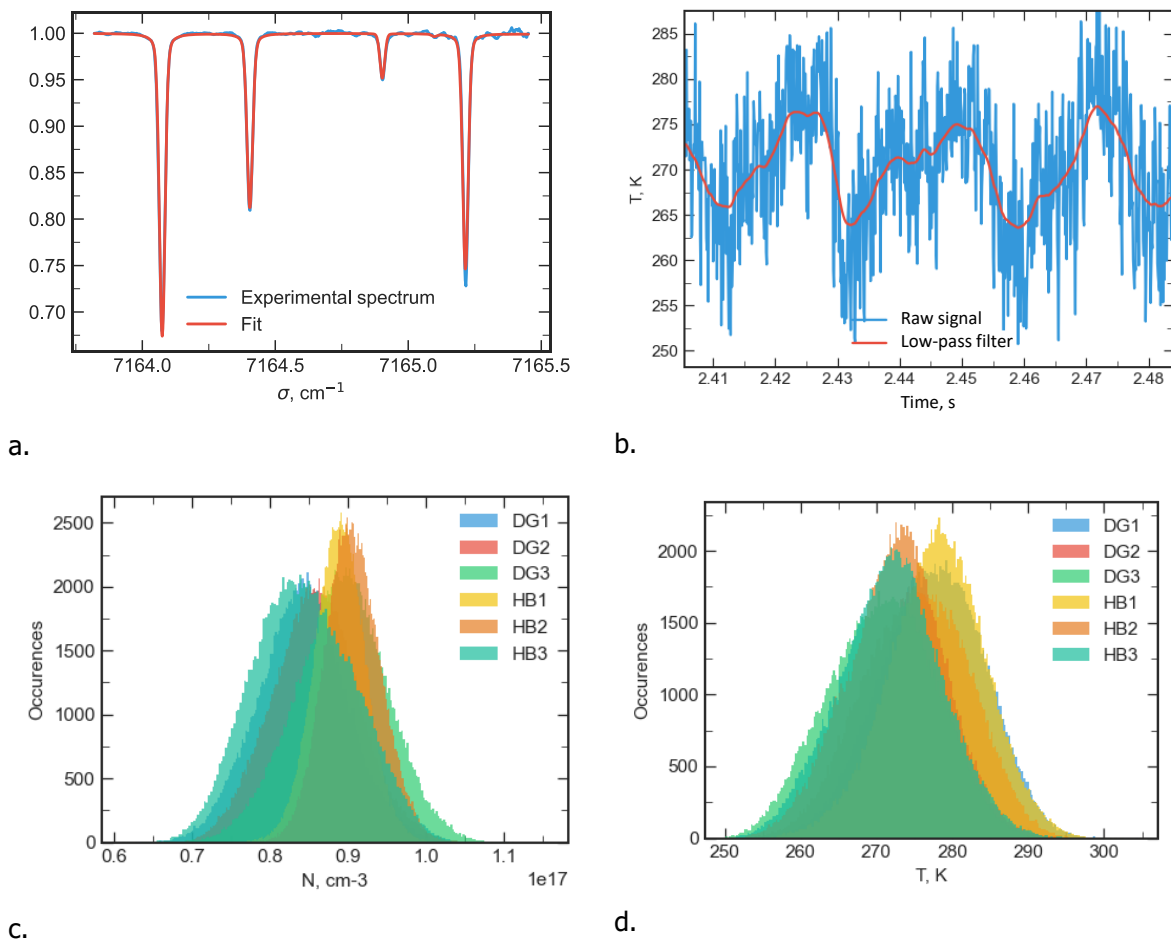 1.00
0.95
0.90
0.85
0.80
0.75
0.70
Experimental spectrum
Fit
7164.0 7164.5 7165.0 7165.5
σ, cm⁻¹
a.
285
280
275
270
265
260
255
250
T, K
Raw signal
Low-pass filter
2.41 2.42 2.43 2.44 2.45 2.46 2.47 2.48
Time, s
b.
2500
2000
1500
1000
500
0
Occurences
DG1
DG2
DG3
HB1
HB2
HB3
0.6 0.7 0.8 0.9 1.0 1.1
N, cm-3
1e17
c.
2000
1500
1000
500
0
Occurences
DG1
DG2
DG3
HB1
HB2
HB3
250 260 270 280 290 300
T, K
d.